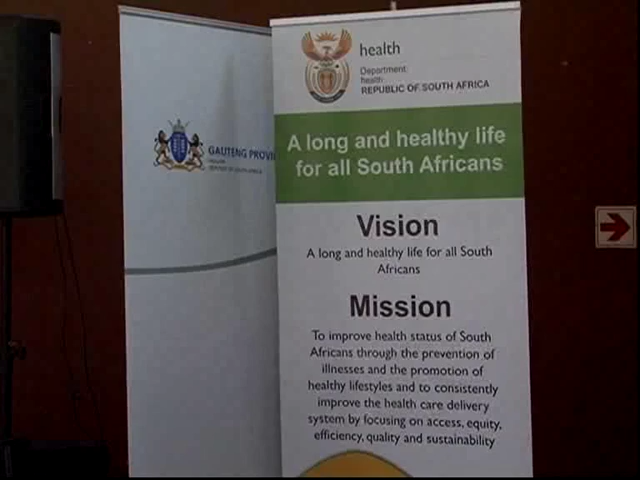 GAUTENG PROVIN
health
Department:
health
REPUBLIC OF SOUTH AFRICA
A long and healthy life
for all South Africans
Vision
A long and healthy life for all South
Africans
Mission
To improve health status of South
Africans through the prevention of
illnesses and the promotion of
healthy lifestyles and to consistently
improve the health care delivery
system by focusing on access, equity,
efficiency, quality and sustainability